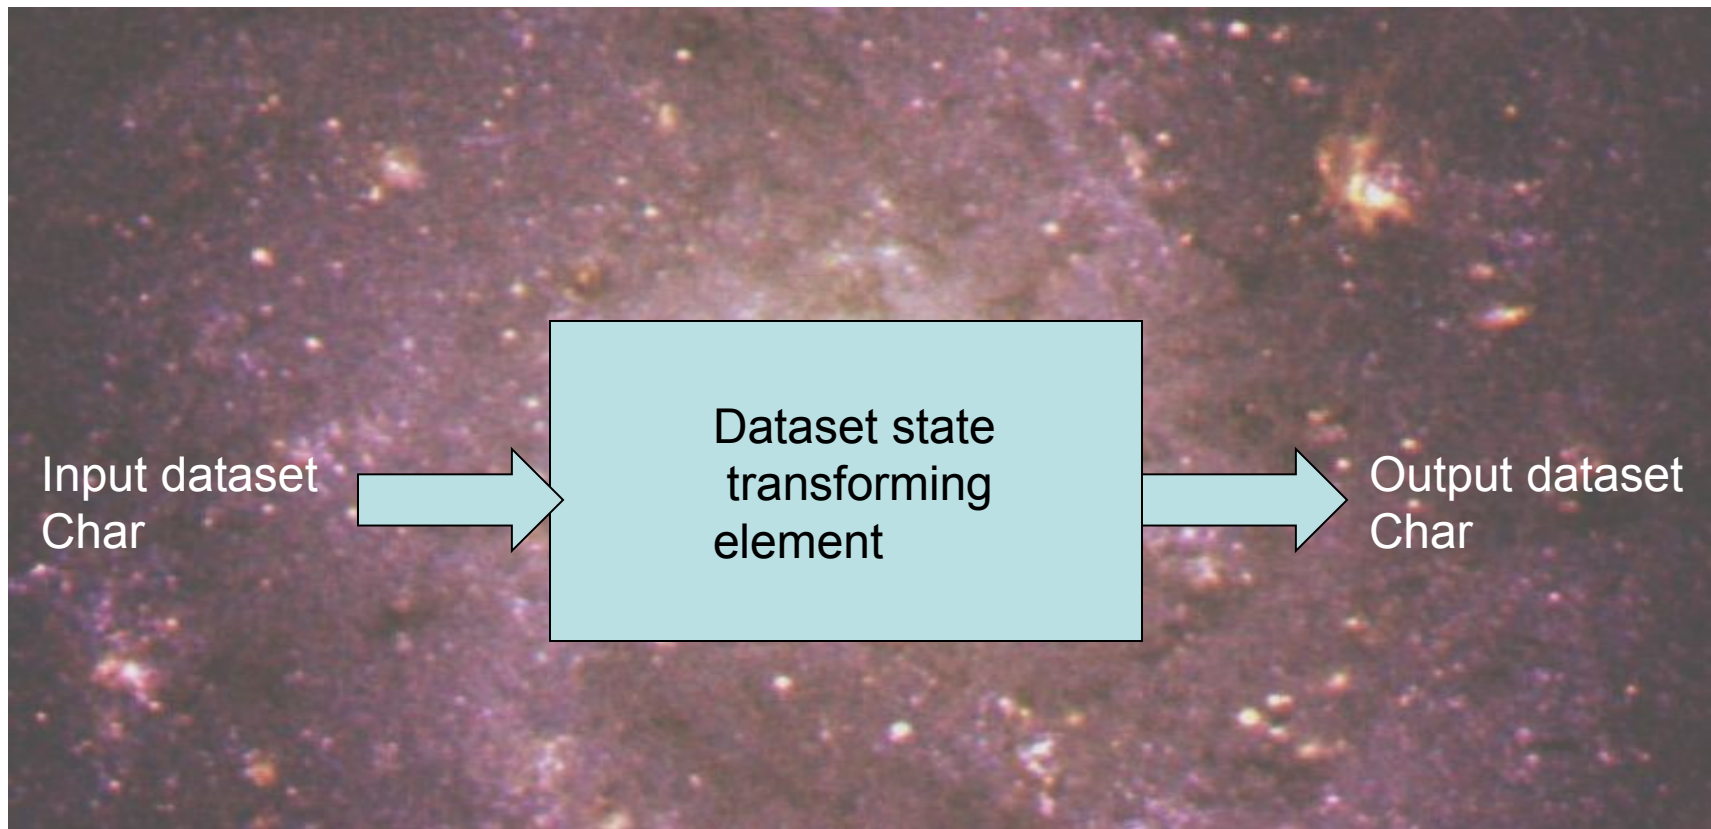 Input dataset
Char
Dataset state
transforming
element
Output dataset
Char